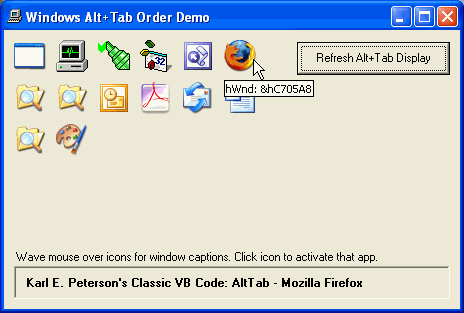 Windows Alt+Tab Order Demo
Refresh Alt+Tab Display
32
hWnd: &hC705A8
Wave mouse over icons for window captions. Click icon to activate that app.
Karl E. Peterson's Classic VB Code: AltTab - Mozilla Firefox